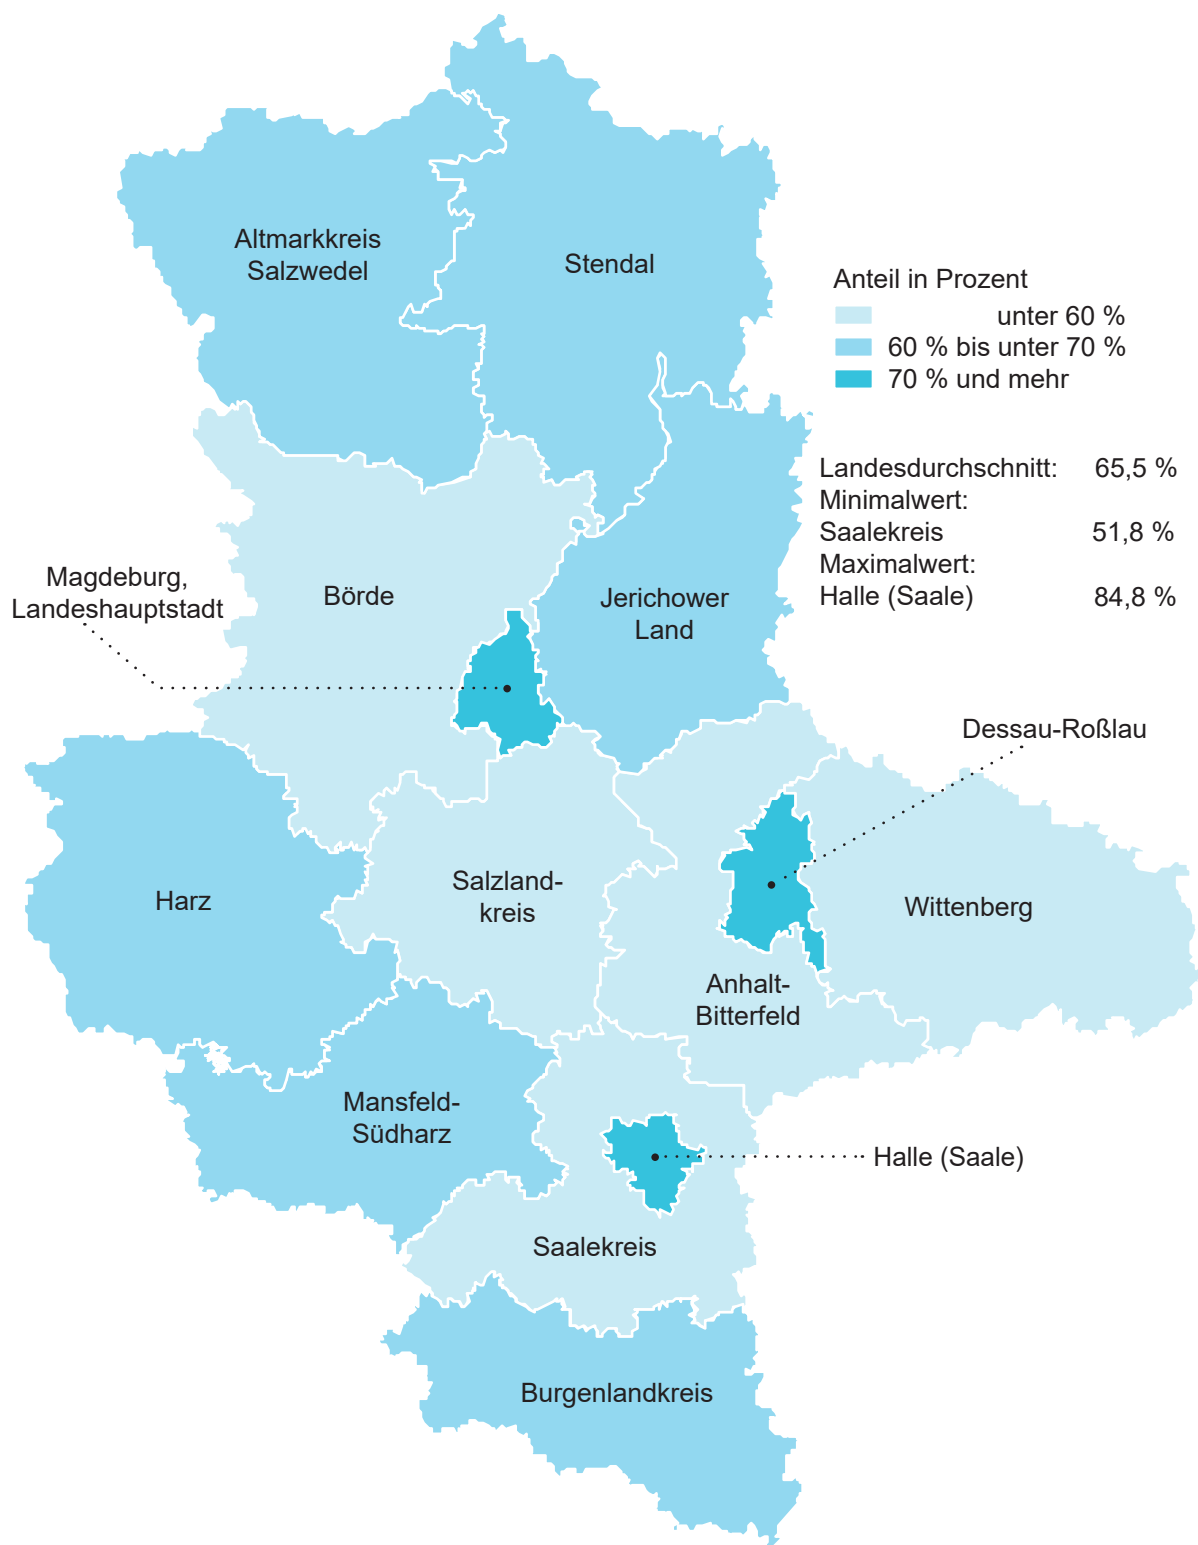 Altmarkkreis
Salzwedel
Stendal
Anteil in Prozent
unter 60 %
60 % bis unter 70 %
70 % und mehr
Landesdurchschnitt: 65,5 %
Minimalwert:
Saalekreis 51,8 %
Maximalwert:
Halle (Saale) 84,8 %
Magdeburg,
Landeshauptstadt
Börde
Jerichower
Land
Dessau-Roßlau
Harz
Salzland-
kreis
Wittenberg
Anhalt-
Bitterfeld
Mansfeld-
Südharz
Halle (Saale)
Saalekreis
Burgenlandkreis